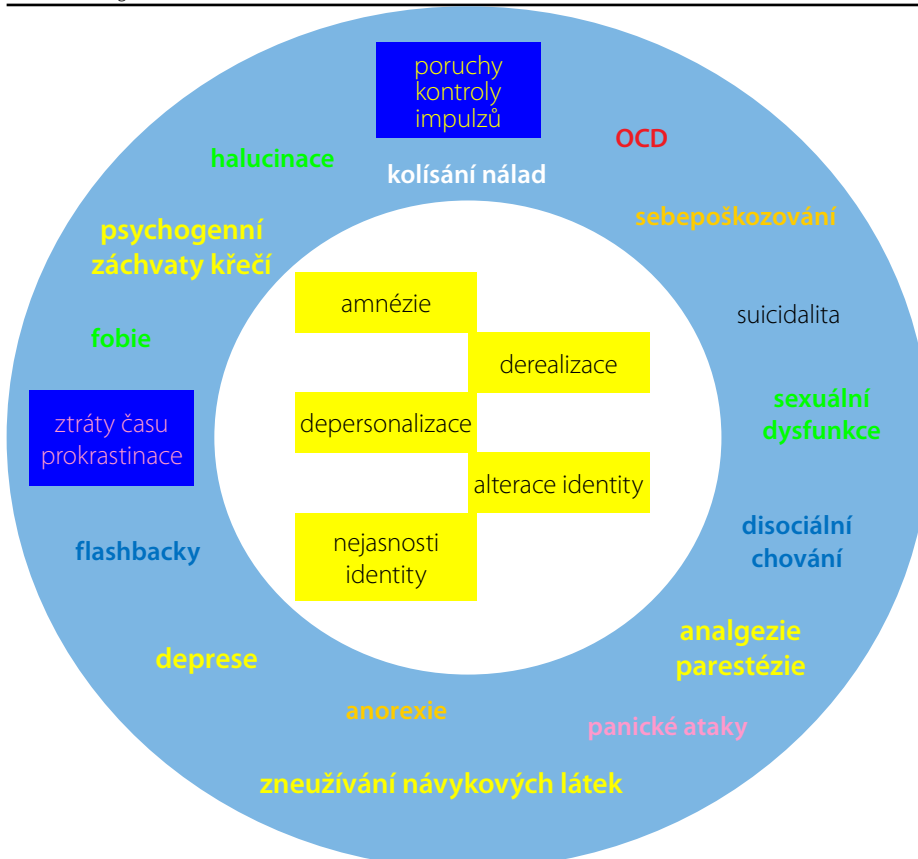 poruchy
kontroly
impulzů
OCD
halucinace
kolísání nálad
sebepoškozování
psychogenní
záchvaty křečí
amnézie
suicidalita
fobie
derealizace
sexuální
dysfunkce
ztráty času
prokrastinace
depersonalizace
alterace identity
flashbacky
nejasnosti
identity
disociální
chování
deprese
analgezie
parestézie
anorexie
panické ataky
zneužívání návykových látek